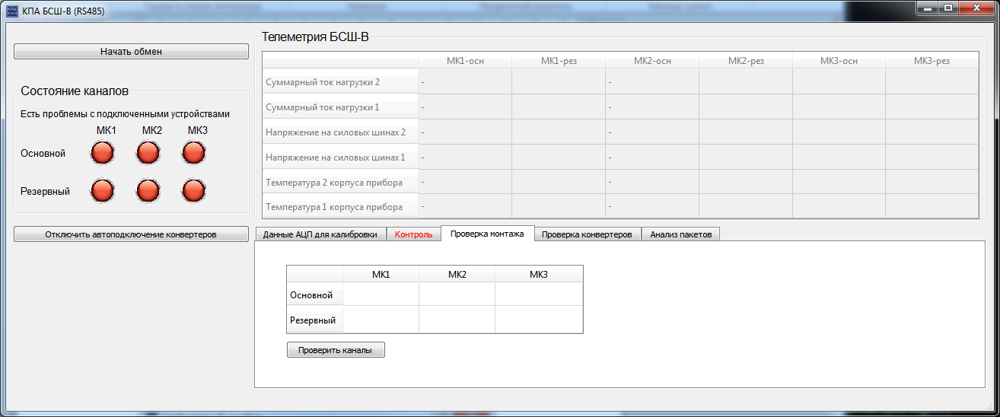 КПА БСШ-В (RS485)
Начать обмен
Состояние каналов
Есть проблемы с подключенными устройствами
МК1 МК2 МК3
Основной
Резервный
Отключить автоподключение конвертеров
Телеметрия БСШ-В
МК1-осн МК1-рез МК2-осн МК2-рез МК3-осн МК3-рез
Суммарный ток нагрузки 2 - -
Суммарный ток нагрузки 1 - -
Напряжение на силовых шинах 2 - -
Напряжение на силовых шинах 1 - -
Температура 2 корпуса прибора - -
Температура 1 корпуса прибора - -
Данные АЦП для калибровки Контроль Проверка монтажа Проверка конвертеров Анализ пакетов
МК1 МК2 МК3
Основной
Резервный
Проверить каналы